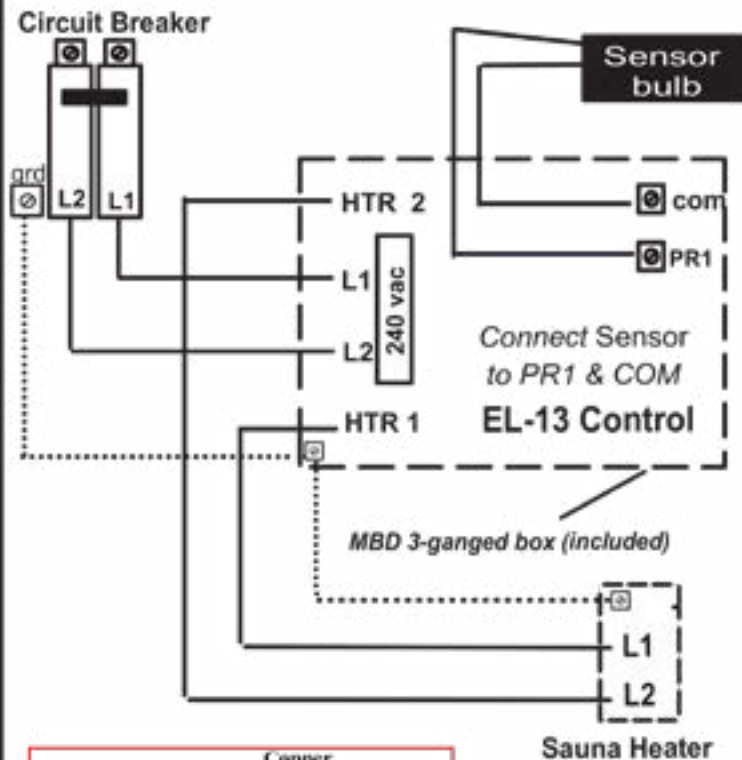 Circuit Breaker
Sensor
bulb
grd
L2
L1
HTR 2
com
L1
PR1
240 vac
L2
Connect Sensor
to PR1 & COM
HTR 1
EL-13 Control
MBD 3-ganged box (included)
L1
L2
Sauna Heater
Copper